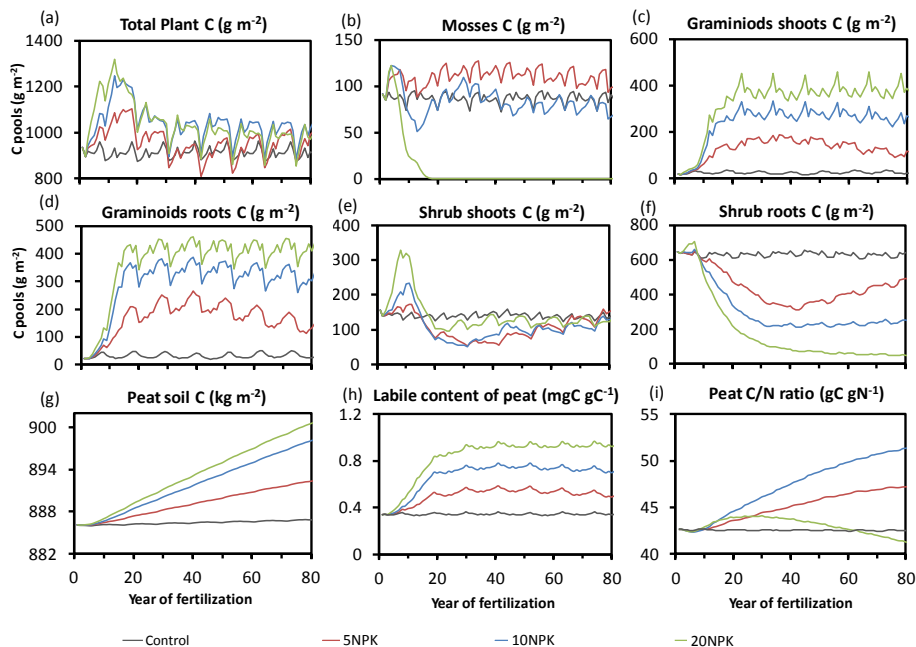 (a) Total Plant C (g m⁻²)
(b) Mosses C (g m⁻²)
(c) Graminiods shoots C (g m⁻²)
C pools (g m⁻²)
1400
1200
1000
800
150
100
50
0
600
400
200
0
(d) Graminoids roots C (g m⁻²)
(e) Shrub shoots C (g m⁻²)
(f) Shrub roots C (g m⁻²)
C pools (g m⁻²)
500
400
300
200
100
0
400
300
200
100
0
800
600
400
200
0
(g) Peat soil C (kg m⁻²)
(h) Labile content of peat (mgC gC⁻¹)
(i) Peat C/N ratio (gC gN⁻¹)
900
894
888
882
1.2
0.8
0.4
0
55
50
45
40
0 20 40 60 80
0 20 40 60 80
0 20 40 60 80
Year of fertilization
Year of fertilization
Year of fertilization
Control
5NPK
10NPK
20NPK